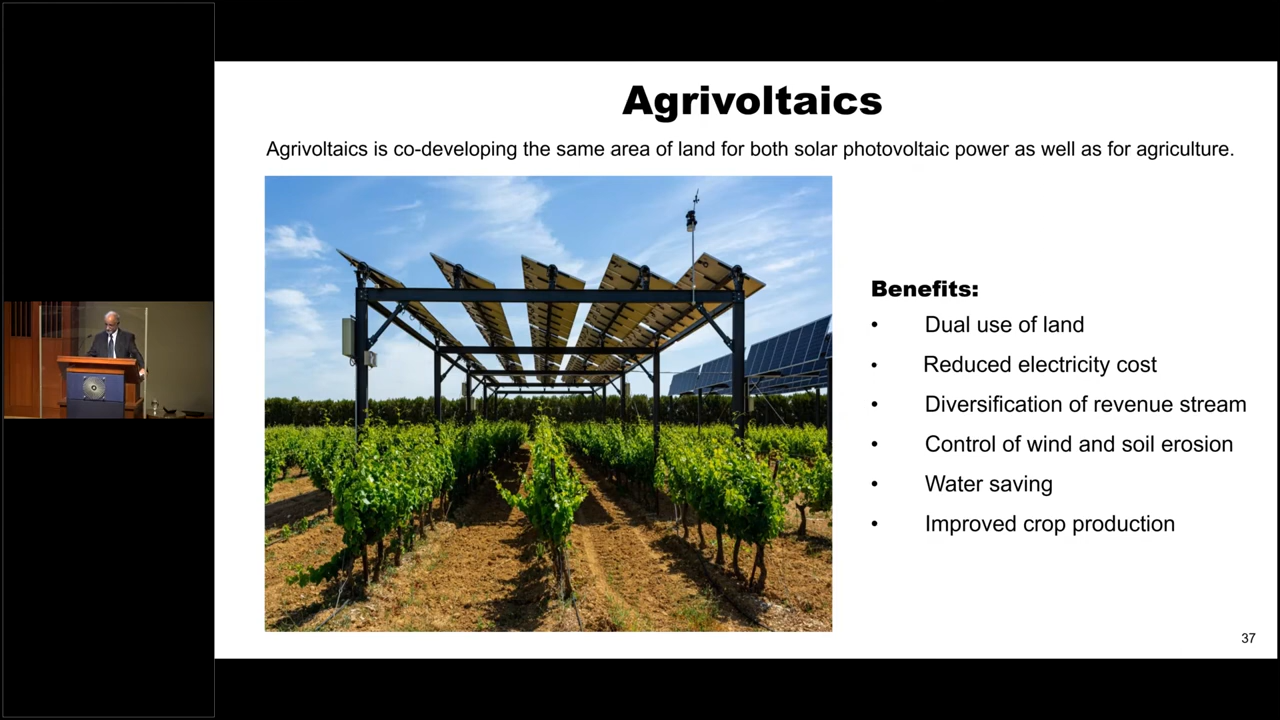 Agrivoltaics
Agrivoltaics is co-developing the same area of land for both solar photovoltaic power as well as for agriculture.
Benefits:
• Dual use of land
• Reduced electricity cost
• Diversification of revenue stream
• Control of wind and soil erosion
• Water saving
• Improved crop production
37